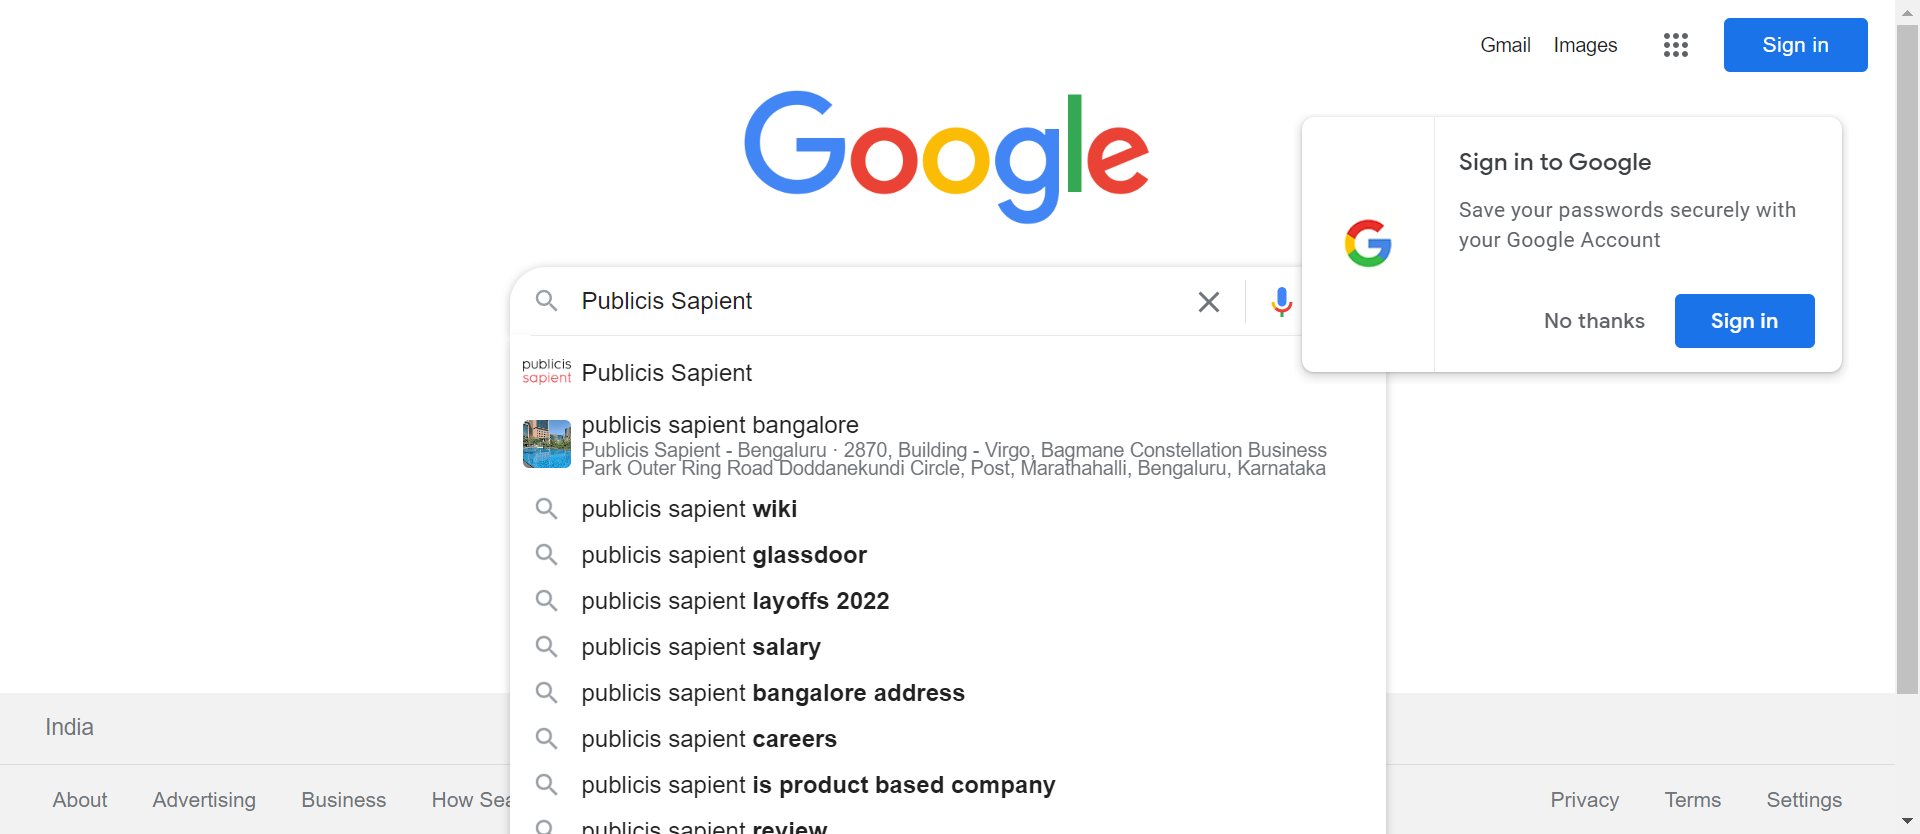 Gmail Images Sign in
Google
Sign in to Google
Save your passwords securely with
your Google Account
No thanks Sign in
Publicis Sapient
publicis
sapient
Publicis Sapient
publicis sapient bangalore
Publicis Sapient - Bengaluru · 2870, Building - Virgo, Bagmane Constellation Business
Park Outer Ring Road Doddanekundi Circle, Post, Marathahalli, Bengaluru, Karnataka
publicis sapient wiki
publicis sapient glassdoor
publicis sapient layoffs 2022
publicis sapient salary
publicis sapient bangalore address
publicis sapient careers
publicis sapient is product based company
publicis sapient review
India
About Advertising Business How Sea
Privacy Terms Settings